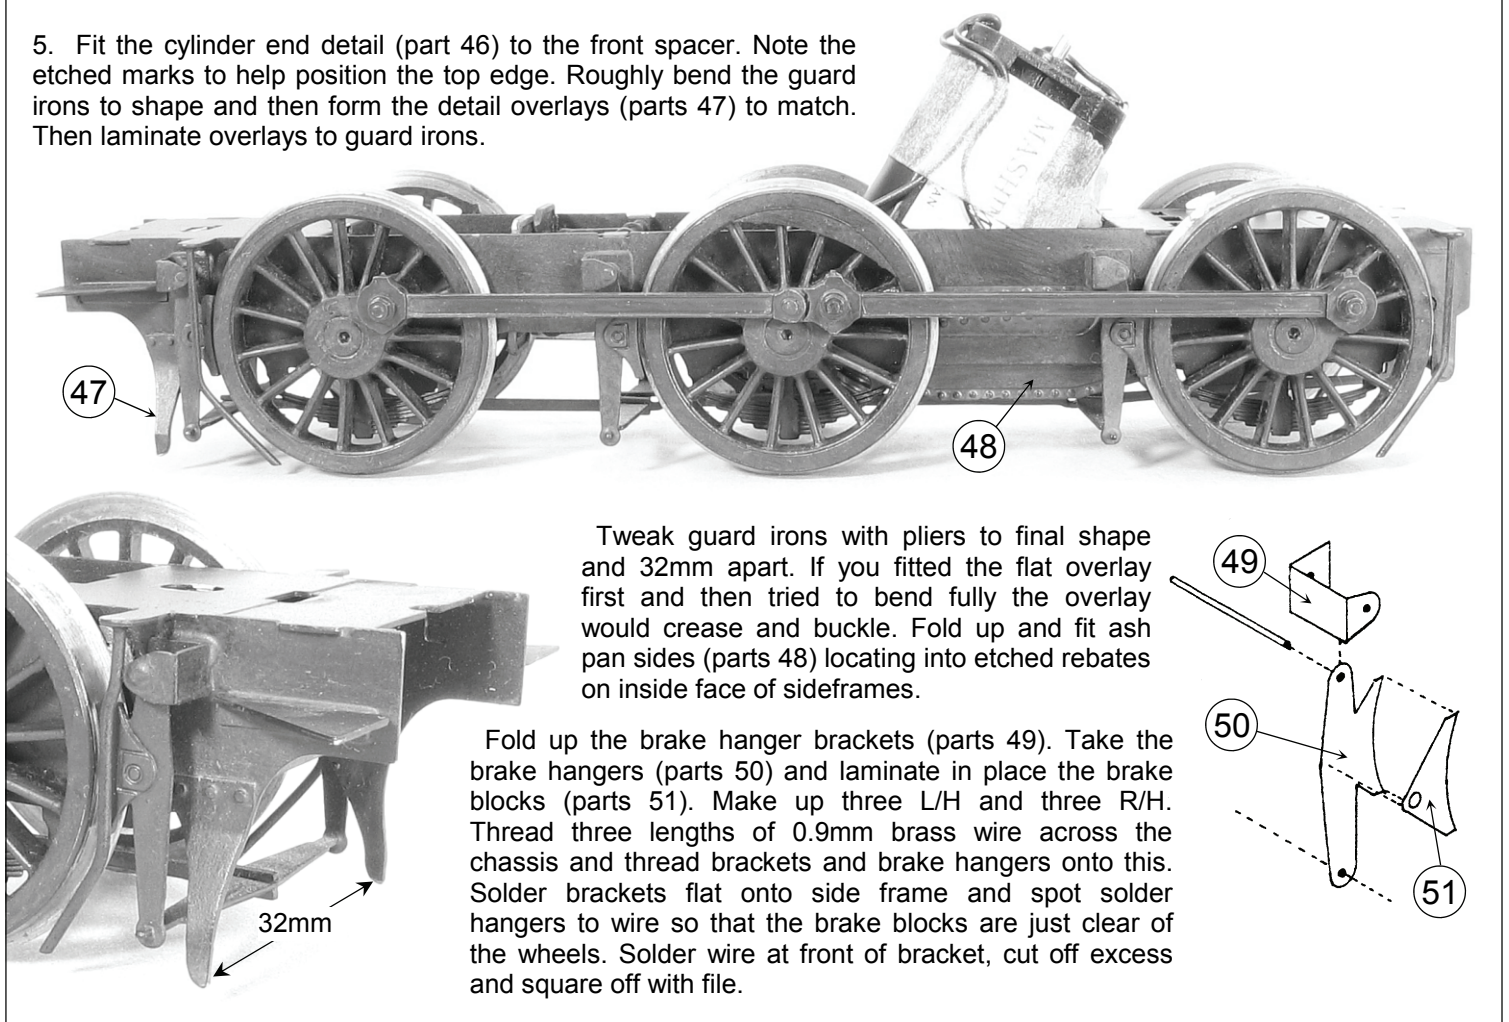 5. Fit the cylinder end detail (part 46) to the front spacer. Note the
etched marks to help position the top edge. Roughly bend the guard
irons to shape and then form the detail overlays (parts 47) to match.
Then laminate overlays to guard irons.
MASH
47
48
Tweak guard irons with pliers to final shape
and 32mm apart. If you fitted the flat overlay
first and then tried to bend fully the overlay
would crease and buckle. Fold up and fit ash
pan sides (parts 48) locating into etched rebates
on inside face of sideframes.
49
50
51
Fold up the brake hanger brackets (parts 49). Take the
brake hangers (parts 50) and laminate in place the brake
blocks (parts 51). Make up three L/H and three R/H.
Thread three lengths of 0.9mm brass wire across the
chassis and thread brackets and brake hangers onto this.
Solder brackets flat onto side frame and spot solder
hangers to wire so that the brake blocks are just clear of
the wheels. Solder wire at front of bracket, cut off excess
and square off with file.
32mm